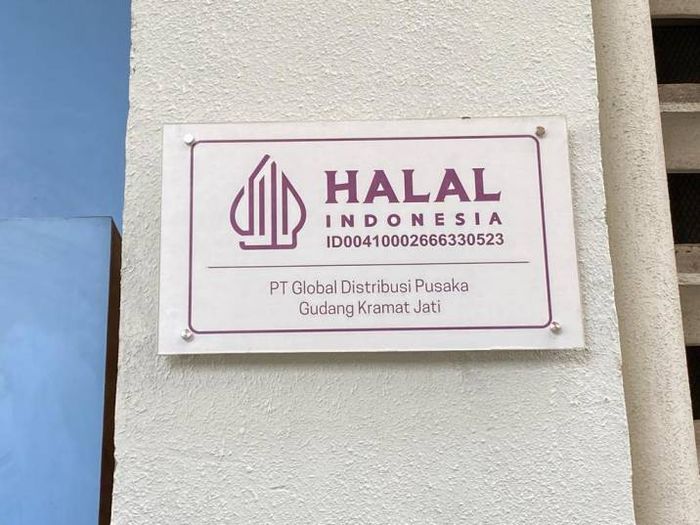 HALAL
INDONESIA
ID00410002666330523
PT Global Distribusi Pusaka
Gudang Kramat Jati